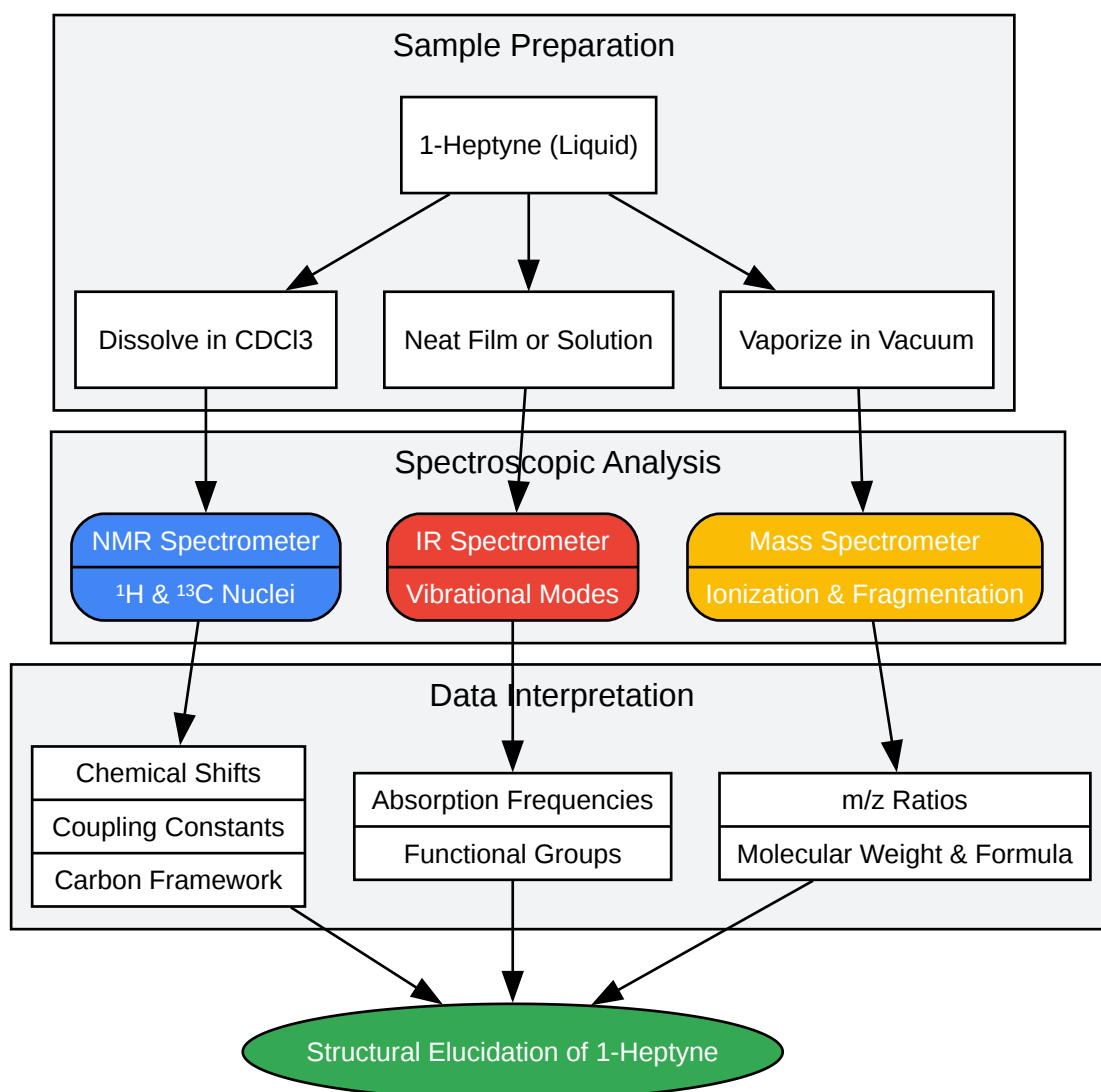 Sample Preparation
1-Heptyne (Liquid)
Dissolve in CDCl3
Neat Film or Solution
Vaporize in Vacuum
Spectroscopic Analysis
NMR Spectrometer
¹H & ¹³C Nuclei
IR Spectrometer
Vibrational Modes
Mass Spectrometer
Ionization & Fragmentation
Data Interpretation
Chemical Shifts
Coupling Constants
Carbon Framework
Absorption Frequencies
Functional Groups
m/z Ratios
Molecular Weight & Formula
Structural Elucidation of 1-Heptyne